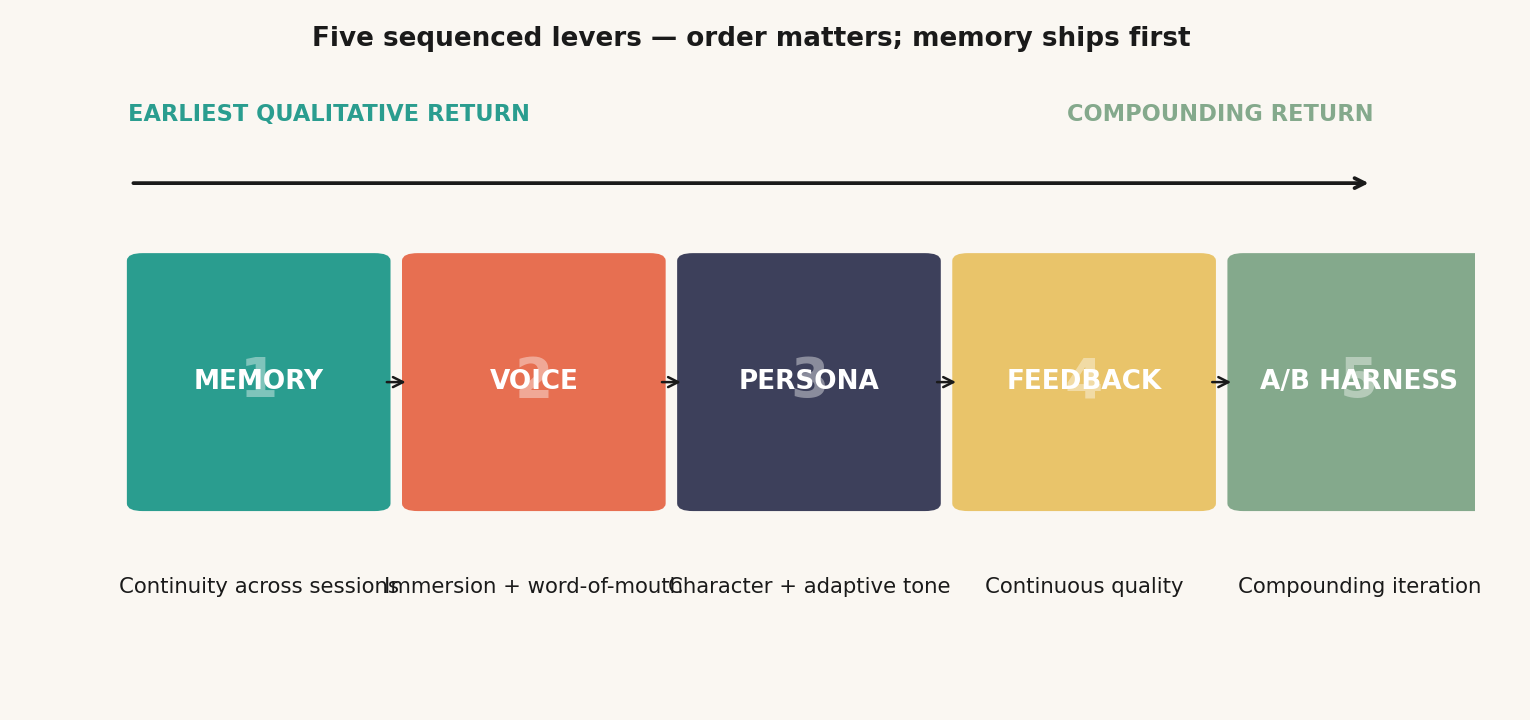 Five sequenced levers — order matters; memory ships first
EARLIEST QUALITATIVE RETURN
COMPOUNDING RETURN
1
MEMORY
2
VOICE
3
PERSONA
4
FEEDBACK
5
A/B HARNESS
Continuity across sessions
Immersion + word-of-mouth
Character + adaptive tone
Continuous quality
Compounding iteration